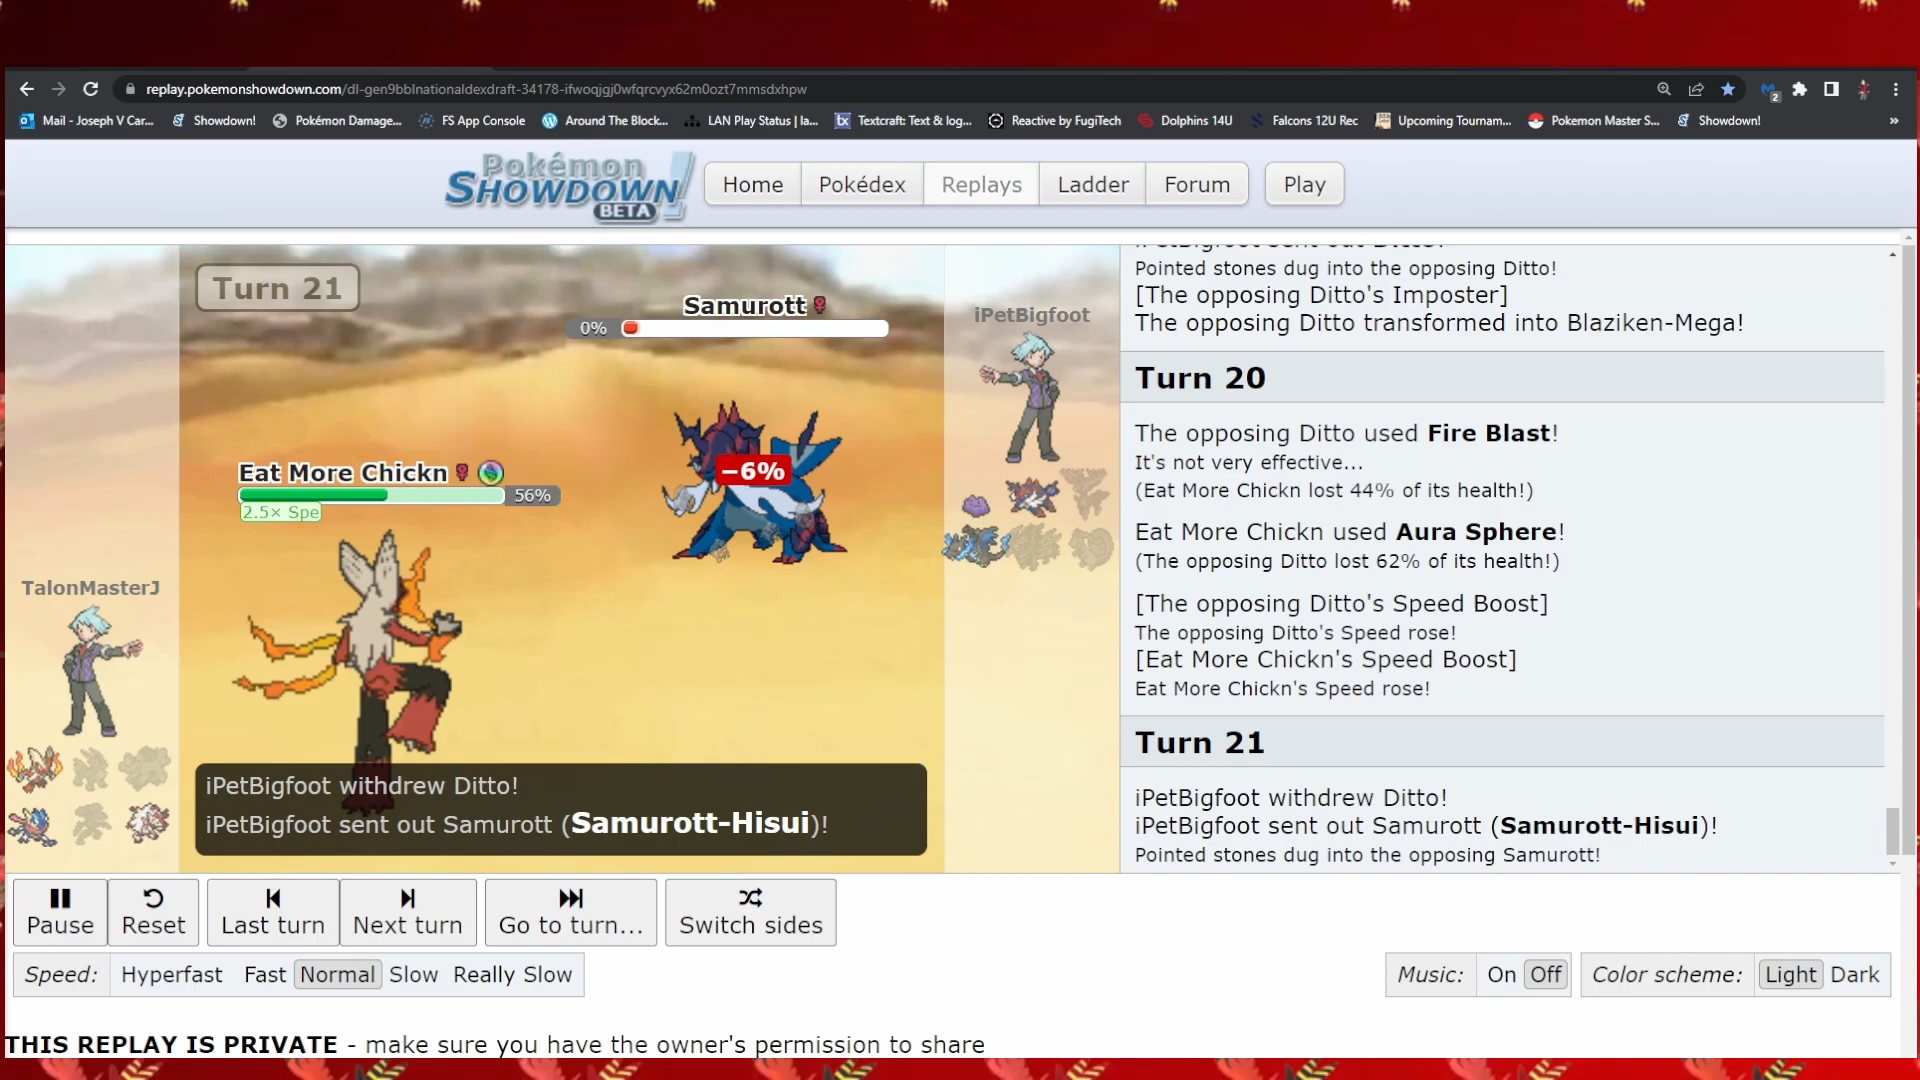 replay.pokemonshowdown.com/dl-gen9bblnationaldexdraft-34178-ifwoqjgj0wfqrcvyx62m0ozt7mmsdxhpw
2
Mail - Joseph V Car...
Showdown!
Pokémon Damage...
FS App Console
Around The Block...
LAN Play Status | la...
Textcraft: Text & log...
Reactive by FugiTech
Dolphins 14U
Falcons 12U Rec
Upcoming Tournam...
Pokemon Master S...
Showdown!
»
Pokémon
SHOWDOWN!
BETA
Home
Pokédex
Replays
Ladder
Forum
Play
Turn 21
Samurott
0%
−6%
Eat More Chickn
56%
2.5× Spe
TalonMasterJ
iPetBigfoot
iPetBigfoot withdrew Ditto!
iPetBigfoot sent out Samurott (Samurott-Hisui)!
iPetBigfoot sent out Ditto!
Pointed stones dug into the opposing Ditto!
[The opposing Ditto's Imposter]
The opposing Ditto transformed into Blaziken-Mega!
Turn 20
The opposing Ditto used Fire Blast!
It's not very effective...
(Eat More Chickn lost 44% of its health!)
Eat More Chickn used Aura Sphere!
(The opposing Ditto lost 62% of its health!)
[The opposing Ditto's Speed Boost]
The opposing Ditto's Speed rose!
[Eat More Chickn's Speed Boost]
Eat More Chickn's Speed rose!
Turn 21
iPetBigfoot withdrew Ditto!
iPetBigfoot sent out Samurott (Samurott-Hisui)!
Pointed stones dug into the opposing Samurott!
Pause
Reset
Last turn
Next turn
Go to turn...
Switch sides
Speed: Hyperfast Fast Normal Slow Really Slow
Music: On Off
Color scheme: Light Dark
THIS REPLAY IS PRIVATE - make sure you have the owner's permission to share